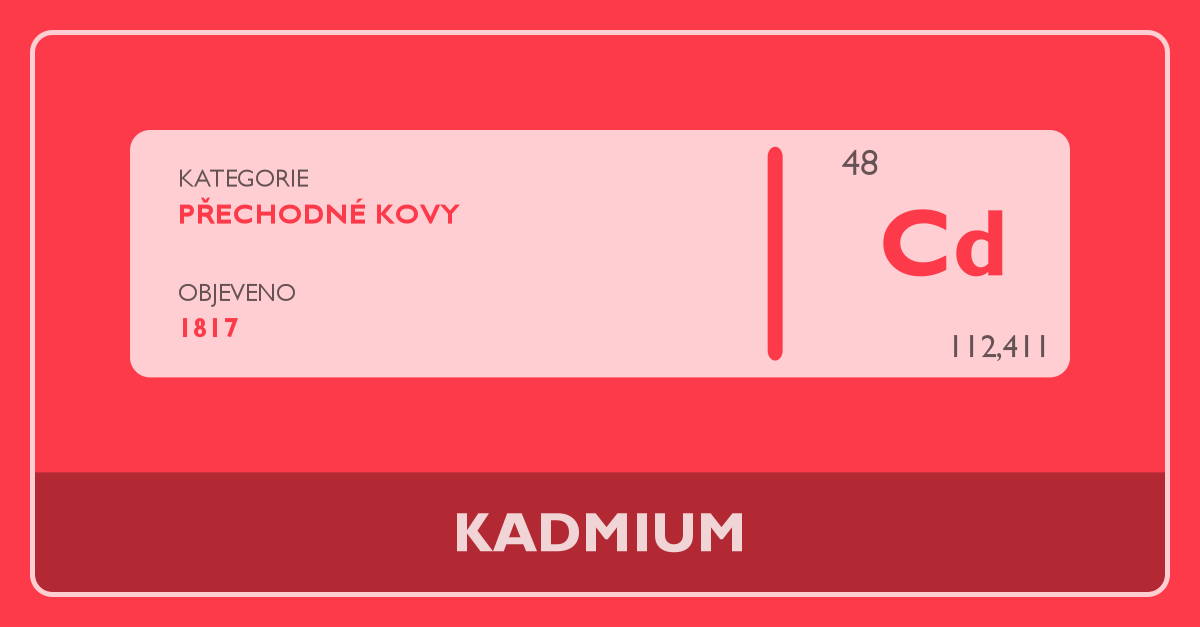 KATEGORIE
PŘECHODNÉ KOVY
OBJEVENO
1817
48
Cd
112,411
KADMIUM